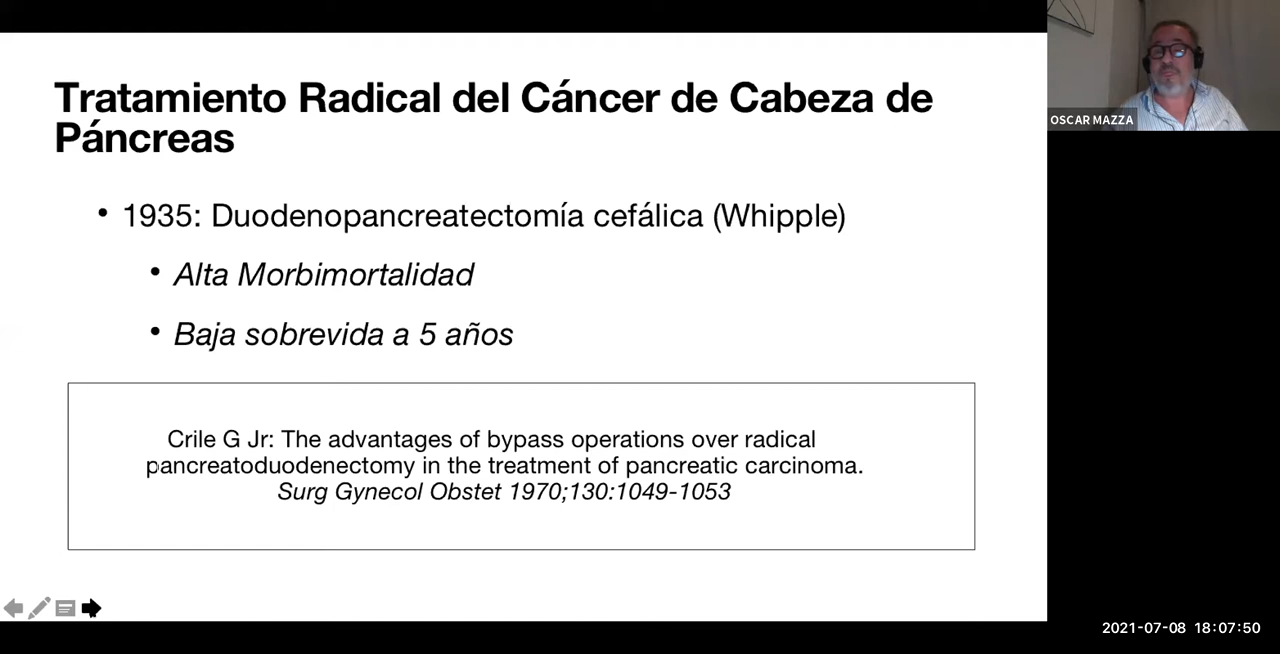 Tratamiento Radical del Cáncer de Cabeza de
Páncreas
• 1935: Duodenopancreatectomía cefálica (Whipple)
• Alta Morbimortalidad
• Baja sobrevida a 5 años
Crile G Jr: The advantages of bypass operations over radical
pancreatoduodenectomy in the treatment of pancreatic carcinoma.
Surg Gynecol Obstet 1970;130:1049-1053
OSCAR MAZZA
2021-07-08 18:07:50